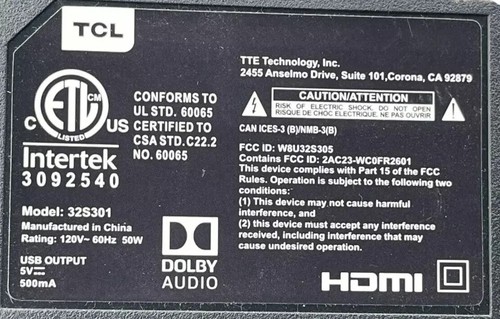 TCL
TTE Technology, Inc.
2455 Anselmo Drive, Suite 101,Corona, CA 92879
CAUTION/ATTENTION
RISK OF ELECTRIC SHOCK. DO NOT OPEN
RISQUE DE CHOC ELECTRIQUE. NE PAS OUVRIR
CAN ICES-3 (B)/NMB-3(B)
FCC ID: W8U32S305
Contains FCC ID: 2AC23-WC0FR2601
This device complies with Part 15 of the FCC
Rules. Operation is subject to the following two
conditions:
(1) This device may not cause harmful
interference, and
(2) this device must accept any interference
received, including interference that may
cause undesired operation.
ETL CM
LISTED
C US
Intertek
3092540
CONFORMS TO
UL STD. 60065
CERTIFIED TO
CSA STD.C22.2
NO. 60065
Model: 32S301
Manufactured in China
Rating: 120V~ 60Hz 50W
USB OUTPUT
5V
500mA
DOLBY
AUDIO
HDMI